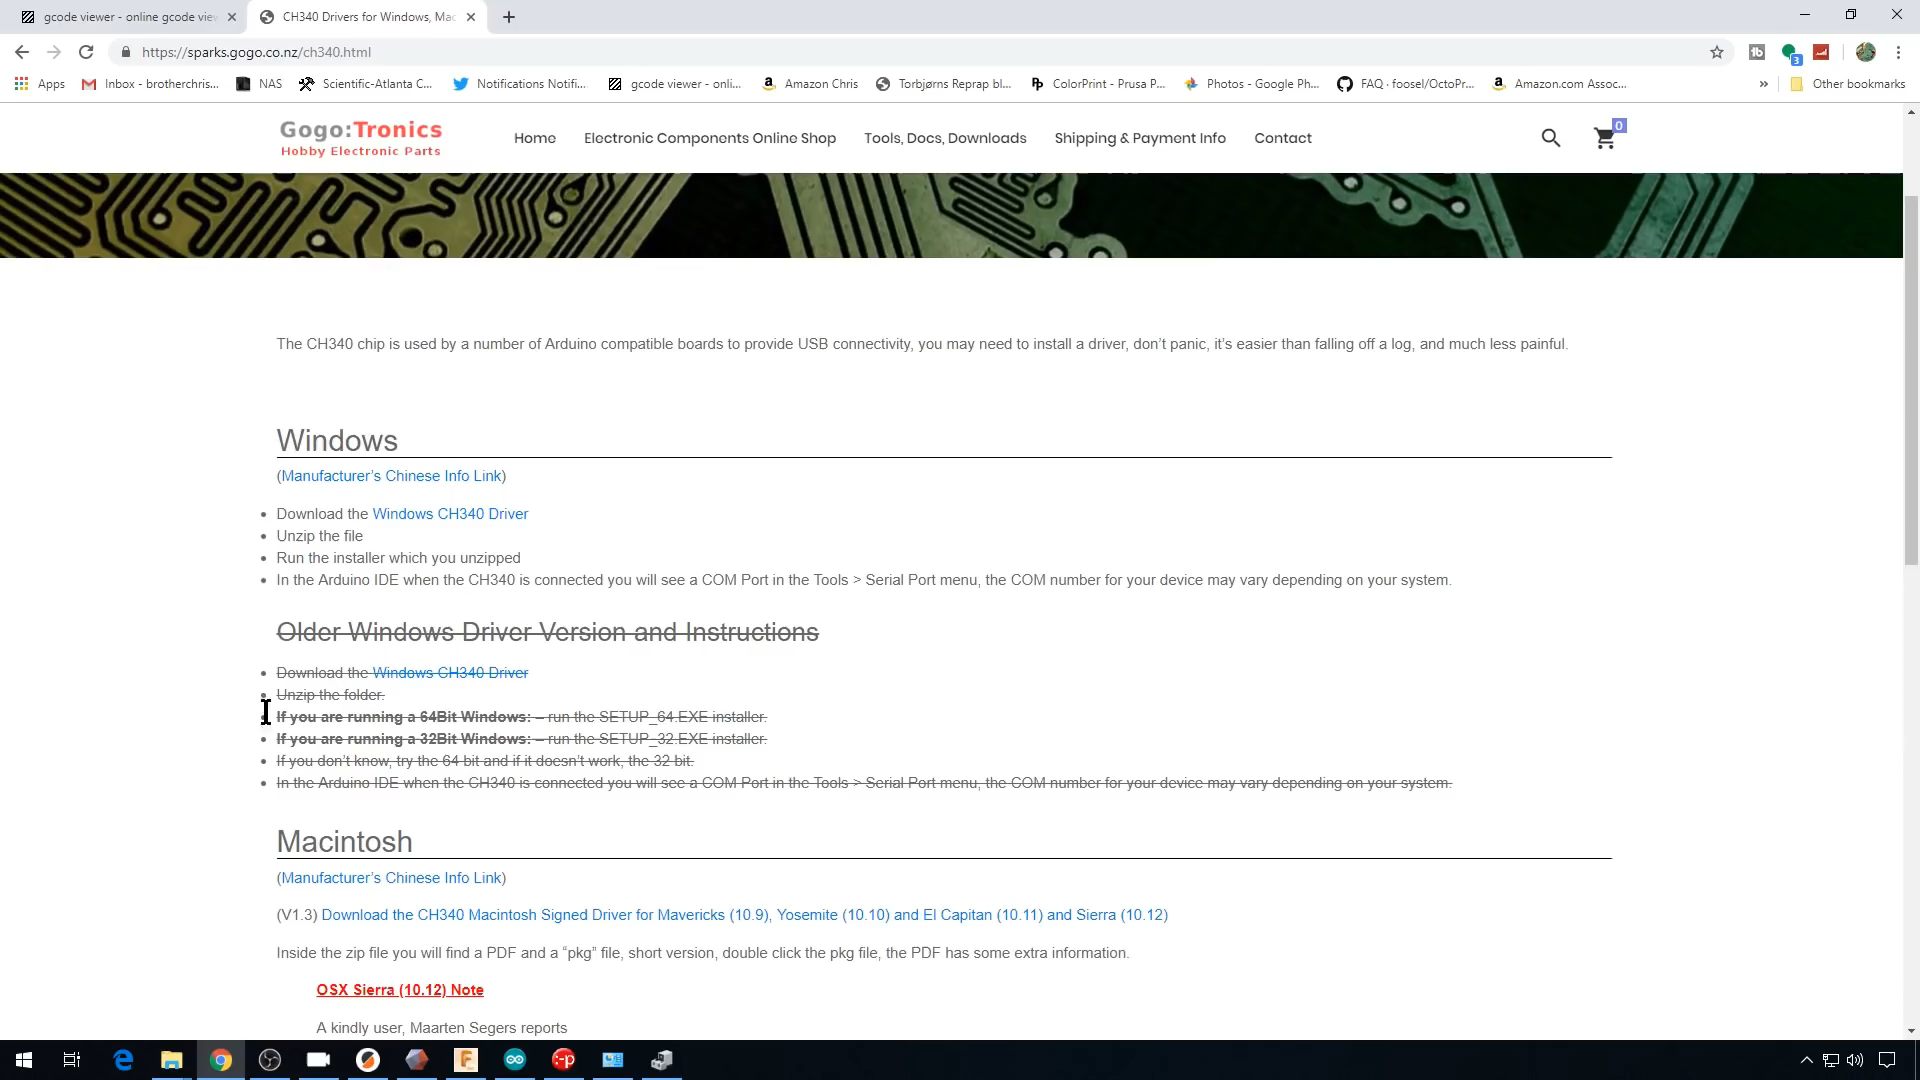 gcode viewer - online gcode vie
CH340 Drivers for Windows, Mac
https://sparks.gogo.co.nz/ch340.html
3
Apps
Inbox - brotherchris...
NAS
Scientific-Atlanta C...
Notifications Notifi...
gcode viewer - onli...
Amazon Chris
Torbjørns Reprap bl...
ColorPrint - Prusa P...
Photos - Google Ph...
FAQ · foosel/OctoPr...
Amazon.com Assoc...
»
Other bookmarks
Gogo:Tronics
Hobby Electronic Parts
Home
Electronic Components Online Shop
Tools, Docs, Downloads
Shipping & Payment Info
Contact
0
The CH340 chip is used by a number of Arduino compatible boards to provide USB connectivity, you may need to install a driver, don't panic, it's easier than falling off a log, and much less painful.
Windows
(Manufacturer's Chinese Info Link)
• Download the Windows CH340 Driver
• Unzip the file
• Run the installer which you unzipped
• In the Arduino IDE when the CH340 is connected you will see a COM Port in the Tools > Serial Port menu, the COM number for your device may vary depending on your system.
Older Windows Driver Version and Instructions
• Download the Windows CH340 Driver
• Unzip the folder.
• If you are running a 64Bit Windows: – run the SETUP_64.EXE installer.
• If you are running a 32Bit Windows: – run the SETUP_32.EXE installer.
• If you don't know, try the 64 bit and if it doesn't work, the 32 bit.
• In the Arduino IDE when the CH340 is connected you will see a COM Port in the Tools > Serial Port menu, the COM number for your device may vary depending on your system.
Macintosh
(Manufacturer's Chinese Info Link)
(V1.3) Download the CH340 Macintosh Signed Driver for Mavericks (10.9), Yosemite (10.10) and El Capitan (10.11) and Sierra (10.12)
Inside the zip file you will find a PDF and a “pkg” file, short version, double click the pkg file, the PDF has some extra information.
OSX Sierra (10.12) Note
A kindly user, Maarten Segers reports